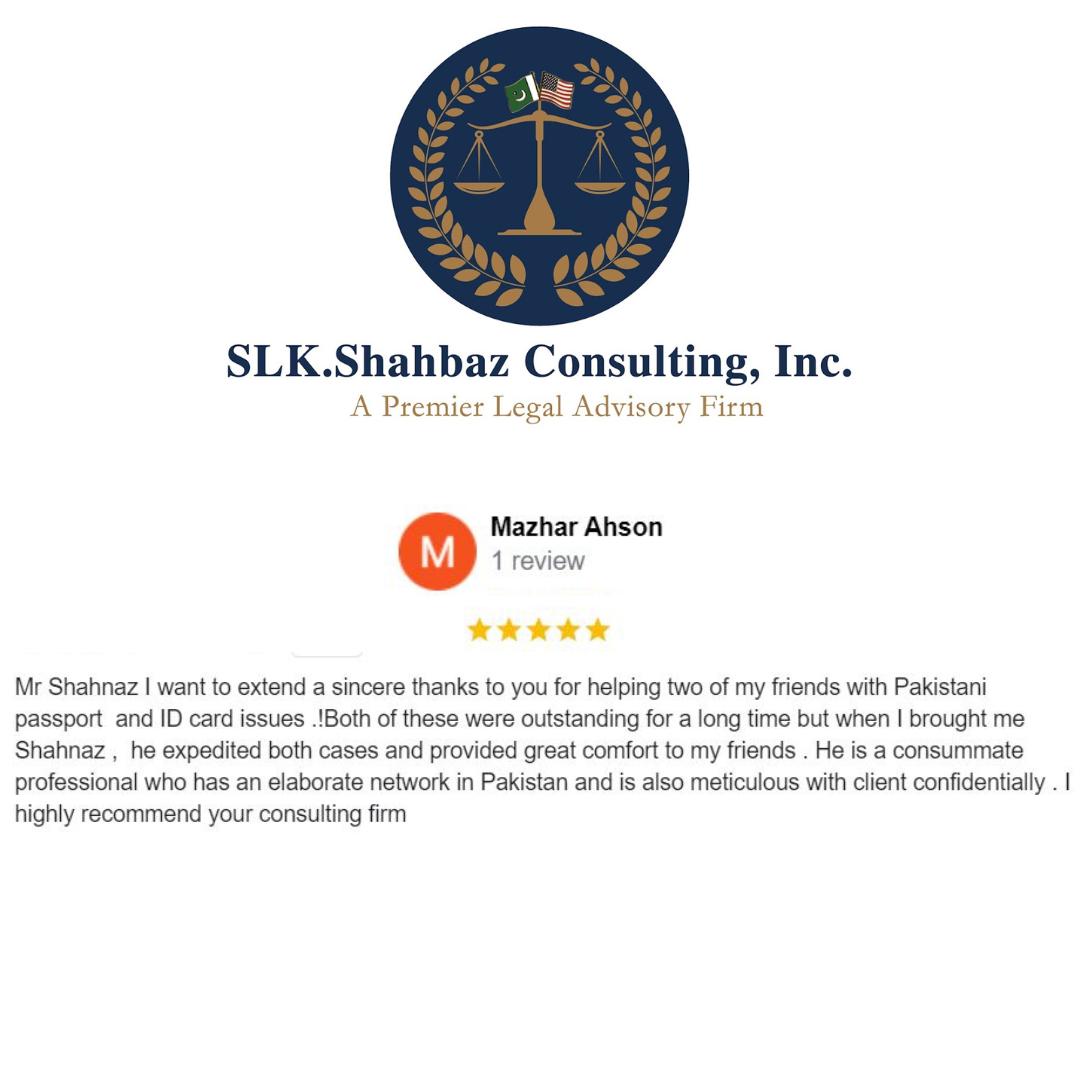 SLK.Shahbaz Consulting, Inc.
A Premier Legal Advisory Firm
M
Mazhar Ahson
1 review
Mr Shahnaz I want to extend a sincere thanks to you for helping two of my friends with Pakistani
passport  and ID card issues .!Both of these were outstanding for a long time but when I brought me
Shahnaz ,  he expedited both cases and provided great comfort to my friends . He is a consummate
professional who has an elaborate network in Pakistan and is also meticulous with client confidentially . I
highly recommend your consulting firm